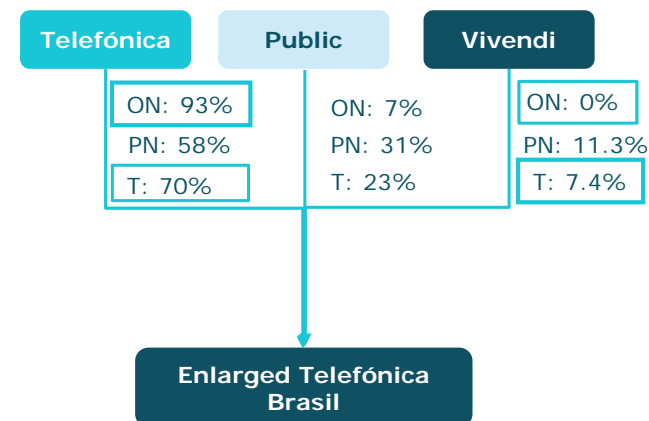 Telefónica
ON: 93%
PN: 58%
T: 70%
Public
ON: 7%
PN: 31%
T: 23%
Vivendi
ON: 0%
PN: 11.3%
T: 7.4%
Enlarged Telefónica
Brasil